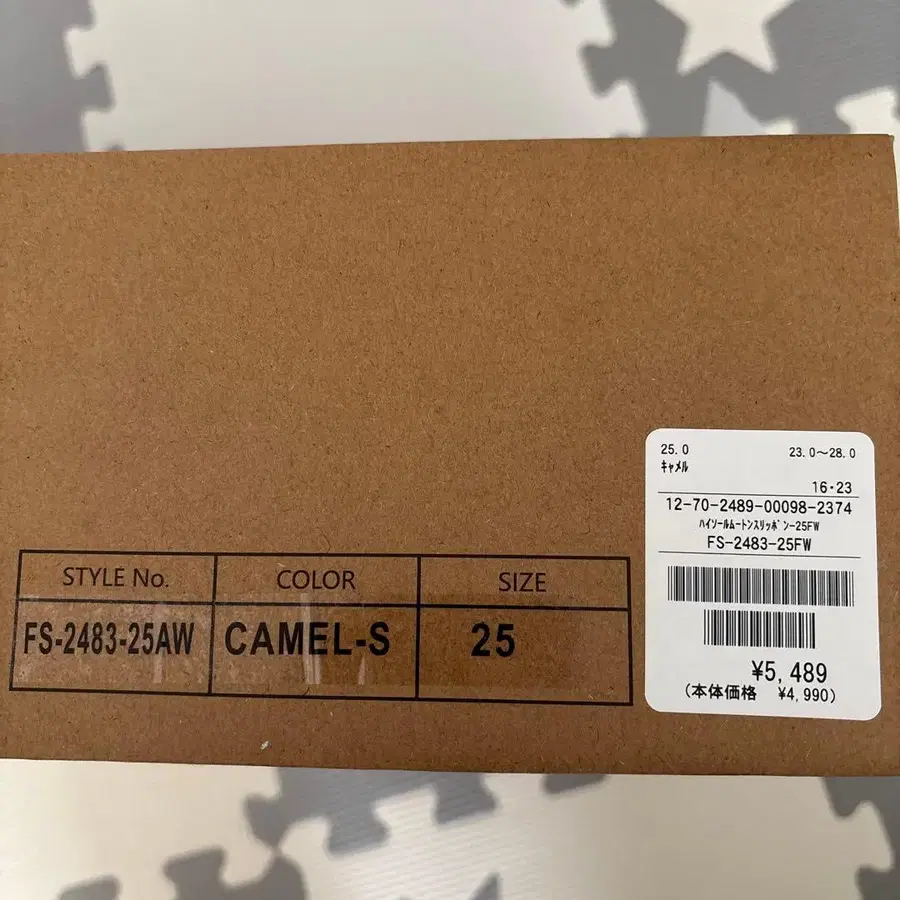 STYLE No. COLOR SIZE
FS-2483-25AW CAMEL-S 25
25.0 23.0～28.0
ｷｬﾒﾙ
16・23
12-70-2489-00098-2374
ﾊｲｿｰﾙﾑｰﾄﾝｽﾘｯﾎﾟﾝ-25FW
FS-2483-25FW
¥5,489
(本体価格 ¥4,990)